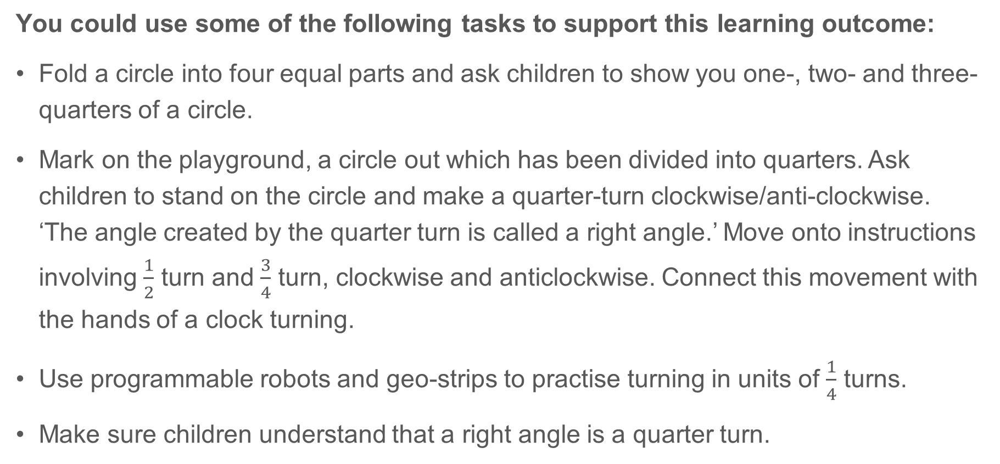 You could use some of the following tasks to support this learning outcome:
• Fold a circle into four equal parts and ask children to show you one-, two- and three-
quarters of a circle.
• Mark on the playground, a circle out which has been divided into quarters. Ask
children to stand on the circle and make a quarter-turn clockwise/anti-clockwise.
‘The angle created by the quarter turn is called a right angle.’ Move onto instructions
involving 1/2 turn and 3/4 turn, clockwise and anticlockwise. Connect this movement with
the hands of a clock turning.
• Use programmable robots and geo-strips to practise turning in units of 1/4 turns.
• Make sure children understand that a right angle is a quarter turn.